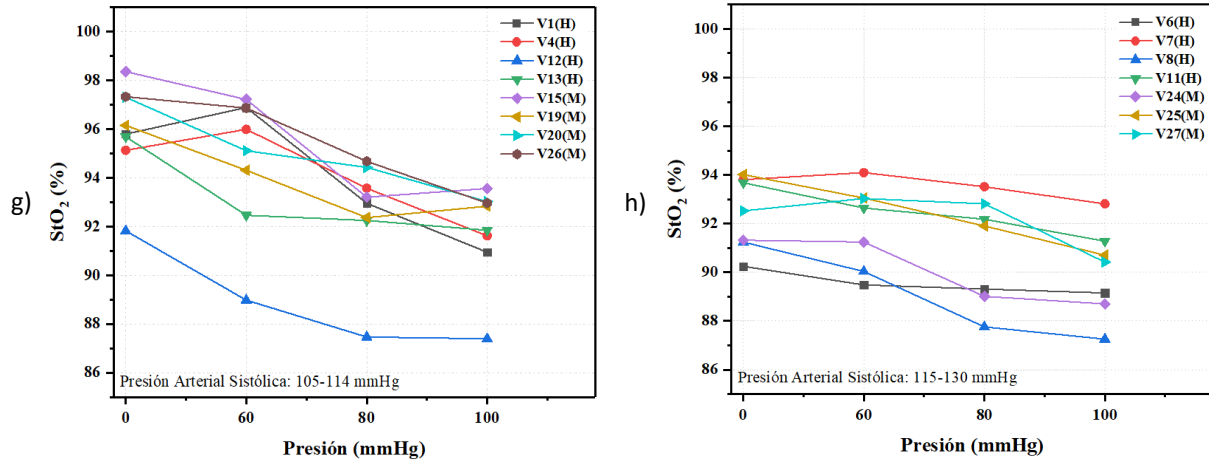 g)
StO2 (%)
100
98
96
94
92
90
88
86
V1(H)
V4(H)
V12(H)
V13(H)
V15(M)
V19(M)
V20(M)
V26(M)
Presión Arterial Sistólica: 105-114 mmHg
0 60 80 100
Presión (mmHg)
h)
StO2 (%)
100
98
96
94
92
90
88
86
V6(H)
V7(H)
V8(H)
V11(H)
V24(M)
V25(M)
V27(M)
Presión Arterial Sistólica: 115-130 mmHg
0 60 80 100
Presión (mmHg)